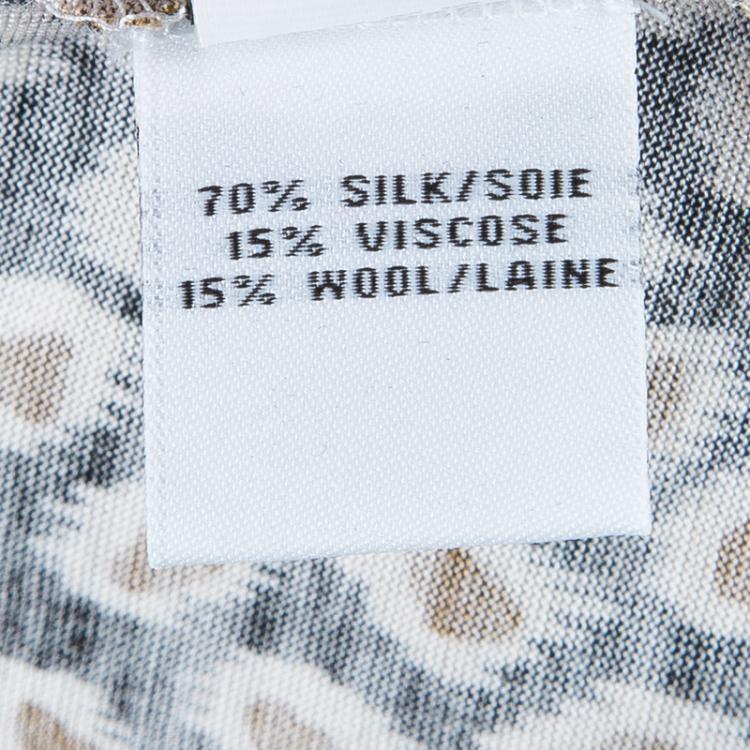 70% SILK/SOIE
15% VISCOSE
15% WOOL/LAINE